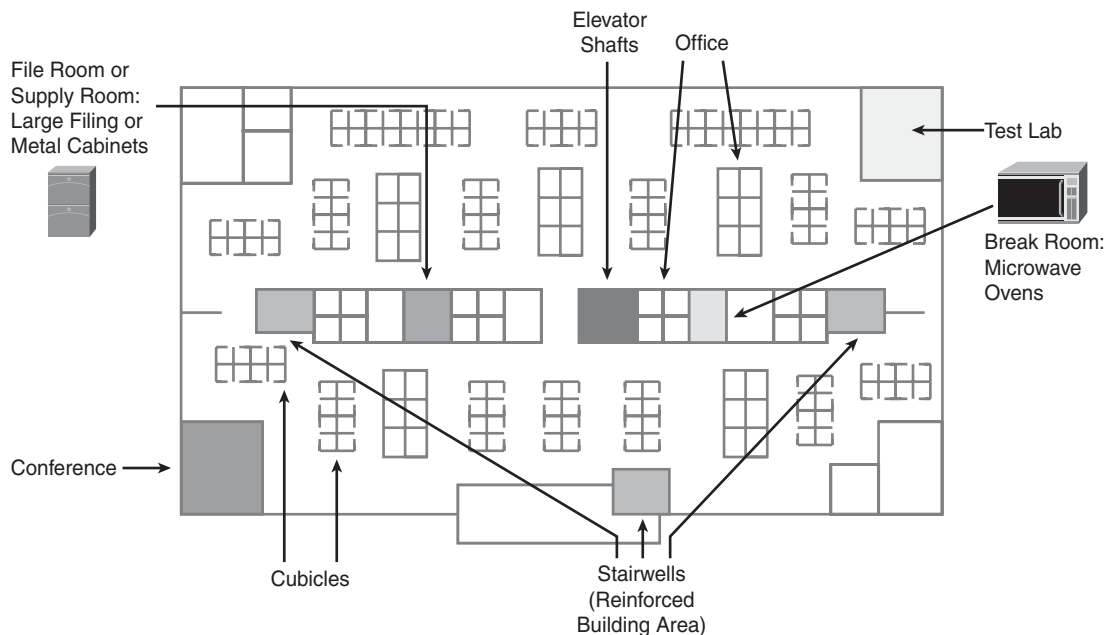 Elevator
Shafts
Office
File Room or
Supply Room:
Large Filing or
Metal Cabinets
Test Lab
Break Room:
Microwave
Ovens
Conference
Cubicles
Stairwells
(Reinforced
Building Area)